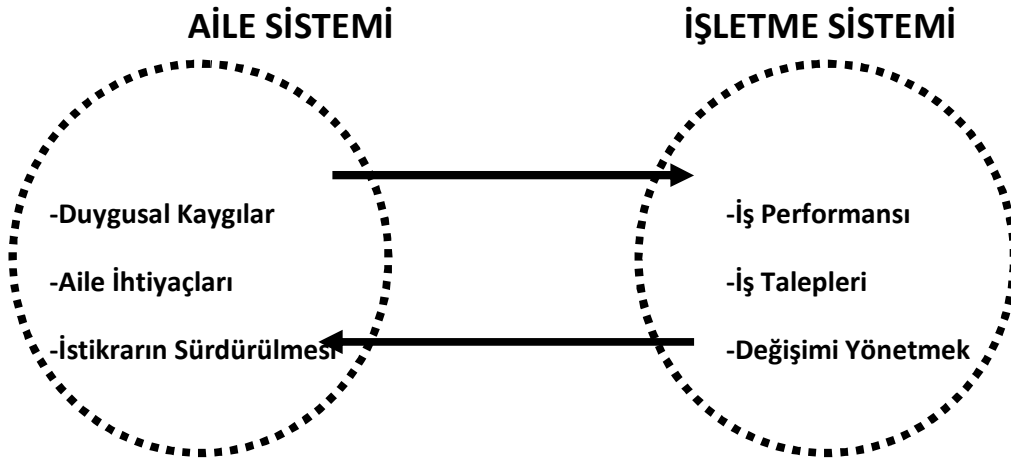 AİLE SİSTEMİ
-Duygusal Kaygılar
-Aile İhtiyaçları
-İstikrarın Sürdürülmesi
İŞLETME SİSTEMİ
-İş Performansı
-İş Talepleri
-Değişimi Yönetmek